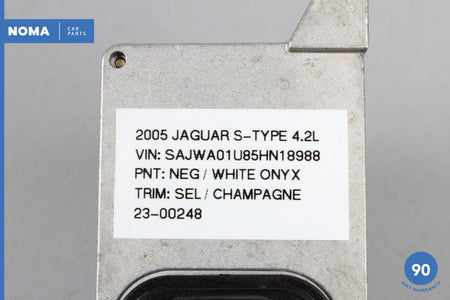 NOMA CAR PARTS
2005 JAGUAR S-TYPE 4.2L
VIN: SAJWA01U85HN18988
PNT: NEG / WHITE ONYX
TRIM: SEL / CHAMPAGNE
23-00248
90
DAY WARRANTY